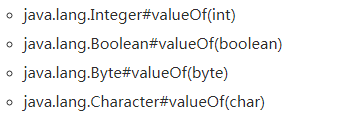 java.lang.Integer#valueOf(int)
java.lang.Boolean#valueOf(boolean)
java.lang.Byte#valueOf(byte)
java.lang.Character#valueOf(char)